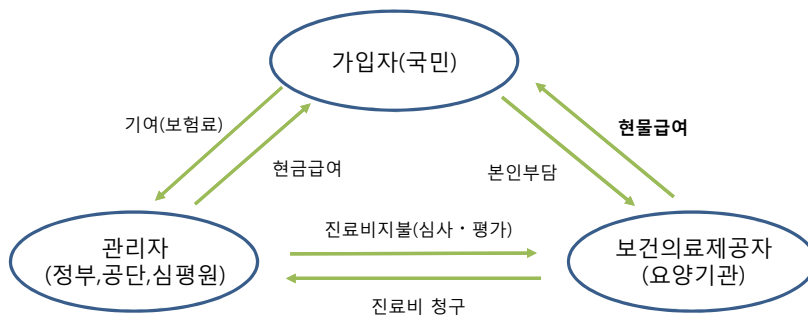 가입자(국민)
기여(보험료)
현물급여
현금급여
본인부담
관리자
(정부,공단,심평원)
진료비지불(심사・평가)
보건의료제공자
(요양기관)
진료비 청구